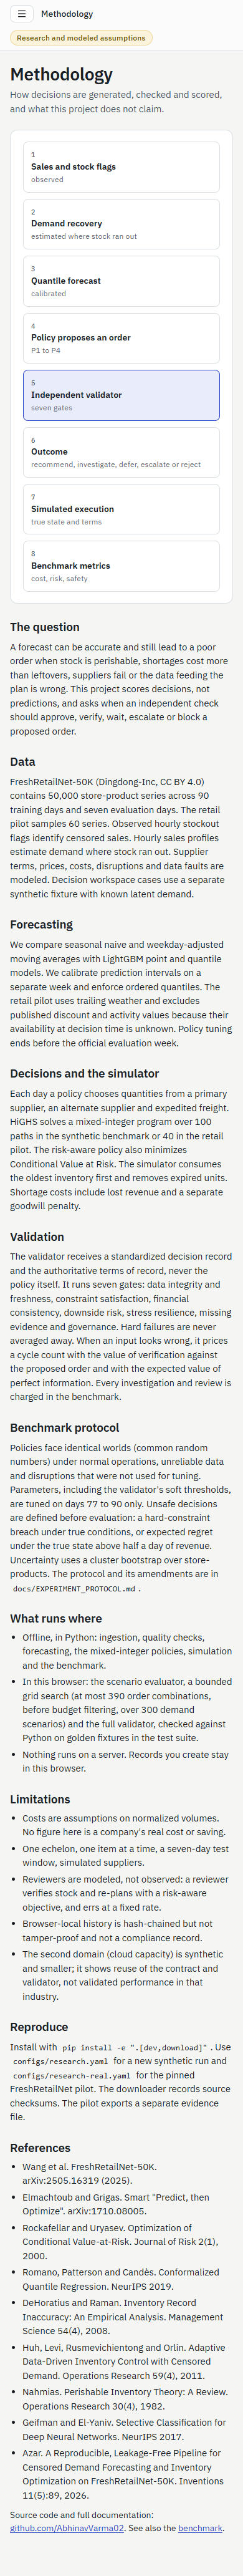 ☰ Methodology
Research and modeled assumptions
Methodology
How decisions are generated, checked and scored,
and what this project does not claim.
1
Sales and stock flags
observed
2
Demand recovery
estimated where stock ran out
3
Quantile forecast
calibrated
4
Policy proposes an order
P1 to P4
5
Independent validator
seven gates
6
Outcome
recommend, investigate, defer, escalate or reject
7
Simulated execution
true state and terms
8
Benchmark metrics
cost, risk, safety
The question
A forecast can be accurate and still lead to a poor
order when stock is perishable, shortages cost more
than leftovers, suppliers fail or the data feeding the
plan is wrong. This project scores decisions, not
predictions, and asks when an independent check
should approve, verify, wait, escalate or block a
proposed order.
Data
FreshRetailNet-50K (Dingdong-Inc, CC BY 4.0)
contains 50,000 store-product series across 90
training days and seven evaluation days. The retail
pilot samples 60 series. Observed hourly stockout
flags identify censored sales. Hourly sales profiles
estimate demand where stock ran out. Supplier
terms, prices, costs, disruptions and data faults are
modeled. Decision workspace cases use a separate
synthetic fixture with known latent demand.
Forecasting
We compare seasonal naive and weekday-adjusted
moving averages with LightGBM point and quantile
models. We calibrate prediction intervals on a
separate week and enforce ordered quantiles. The
retail pilot uses trailing weather and excludes
published discount and activity values because their
availability at decision time is unknown. Policy tuning
ends before the official evaluation week.
Decisions and the simulator
Each day a policy chooses quantities from a primary
supplier, an alternate supplier and expedited freight.
HiGHS solves a mixed-integer program over 100
paths in the synthetic benchmark or 40 in the retail
pilot. The risk-aware policy also minimizes
Conditional Value at Risk. The simulator consumes
the oldest inventory first and removes expired units.
Shortage costs include lost revenue and a separate
goodwill penalty.
Validation
The validator receives a standardized decision record
and the authoritative terms of record, never the
policy itself. It runs seven gates: data integrity and
freshness, constraint satisfaction, financial
consistency, downside risk, stress resilience, missing
evidence and governance. Hard failures are never
averaged away. When an input looks wrong, it prices
a cycle count with the value of verification against
the proposed order and with the expected value of
perfect information. Every investigation and review is
charged in the benchmark.
Benchmark protocol
Policies face identical worlds (common random
numbers) under normal operations, unreliable data
and disruptions that were not used for tuning.
Parameters, including the validator's soft thresholds,
are tuned on days 77 to 90 only. Unsafe decisions
are defined before evaluation: a hard-constraint
breach under true conditions, or expected regret
under the true state above half a day of revenue.
Uncertainty uses a cluster bootstrap over store-
products. The protocol and its amendments are in
docs/EXPERIMENT_PROTOCOL.md .
What runs where
• Offline, in Python: ingestion, quality checks,
forecasting, the mixed-integer policies, simulation
and the benchmark.
• In this browser: the scenario evaluator, a bounded
grid search (at most 390 order combinations,
before budget filtering, over 300 demand
scenarios) and the full validator, checked against
Python on golden fixtures in the test suite.
• Nothing runs on a server. Records you create stay
in this browser.
Limitations
• Costs are assumptions on normalized volumes.
No figure here is a company's real cost or saving.
• One echelon, one item at a time, a seven-day test
window, simulated suppliers.
• Reviewers are modeled, not observed: a reviewer
verifies stock and re-plans with a risk-aware
objective, and errs at a fixed rate.
• Browser-local history is hash-chained but not
tamper-proof and not a compliance record.
• The second domain (cloud capacity) is synthetic
and smaller; it shows reuse of the contract and
validator, not validated performance in that
industry.
Reproduce
Install with pip install -e ".[dev,download]" . Use
configs/research.yaml for a new synthetic run and
configs/research-real.yaml for the pinned
FreshRetailNet pilot. The downloader records source
checksums. The pilot exports a separate evidence
file.
References
• Wang et al. FreshRetailNet-50K.
arXiv:2505.16319 (2025).
• Elmachtoub and Grigas. Smart "Predict, then
Optimize". arXiv:1710.08005.
• Rockafellar and Uryasev. Optimization of
Conditional Value-at-Risk. Journal of Risk 2(1),
2000.
• Romano, Patterson and Candès. Conformalized
Quantile Regression. NeurIPS 2019.
• DeHoratius and Raman. Inventory Record
Inaccuracy: An Empirical Analysis. Management
Science 54(4), 2008.
• Huh, Levi, Rusmevichientong and Orlin. Adaptive
Data-Driven Inventory Control with Censored
Demand. Operations Research 59(4), 2011.
• Nahmias. Perishable Inventory Theory: A Review.
Operations Research 30(4), 1982.
• Geifman and El-Yaniv. Selective Classification for
Deep Neural Networks. NeurIPS 2017.
• Azar. A Reproducible, Leakage-Free Pipeline for
Censored Demand Forecasting and Inventory
Optimization on FreshRetailNet-50K. Inventions
11(5):89, 2026.
Source code and full documentation:
github.com/AbhinavVarma02. See also the benchmark.